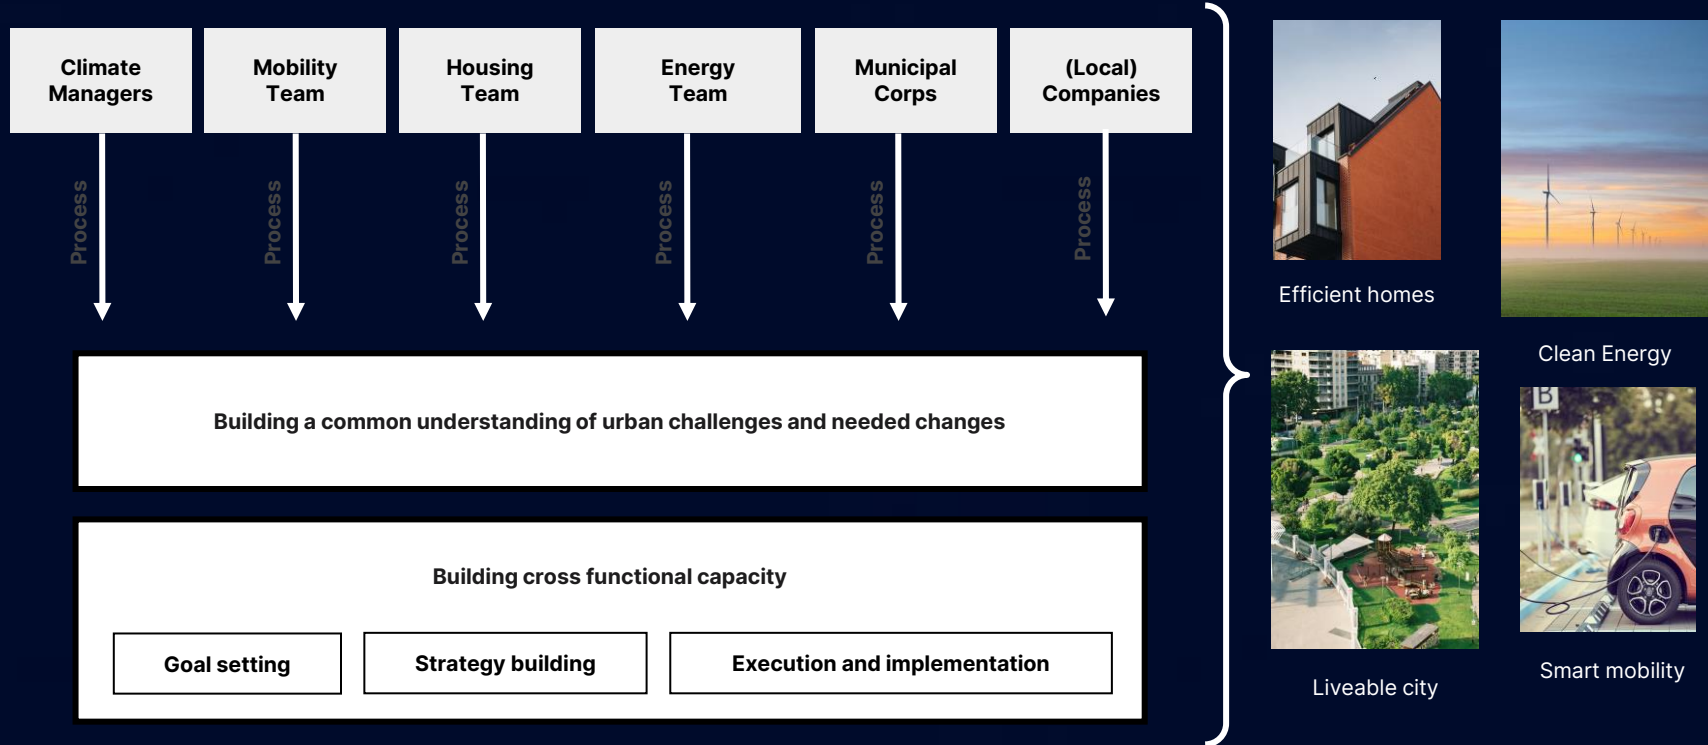 Climate
Managers
Mobility
Team
Housing
Team
Energy
Team
Municipal
Corps
(Local)
Companies
Process
Process
Process
Process
Process
Process
Building a common understanding of urban challenges and needed changes
Building cross functional capacity
Goal setting
Strategy building
Execution and implementation
Efficient homes
Clean Energy
B
Liveable city
Smart mobility